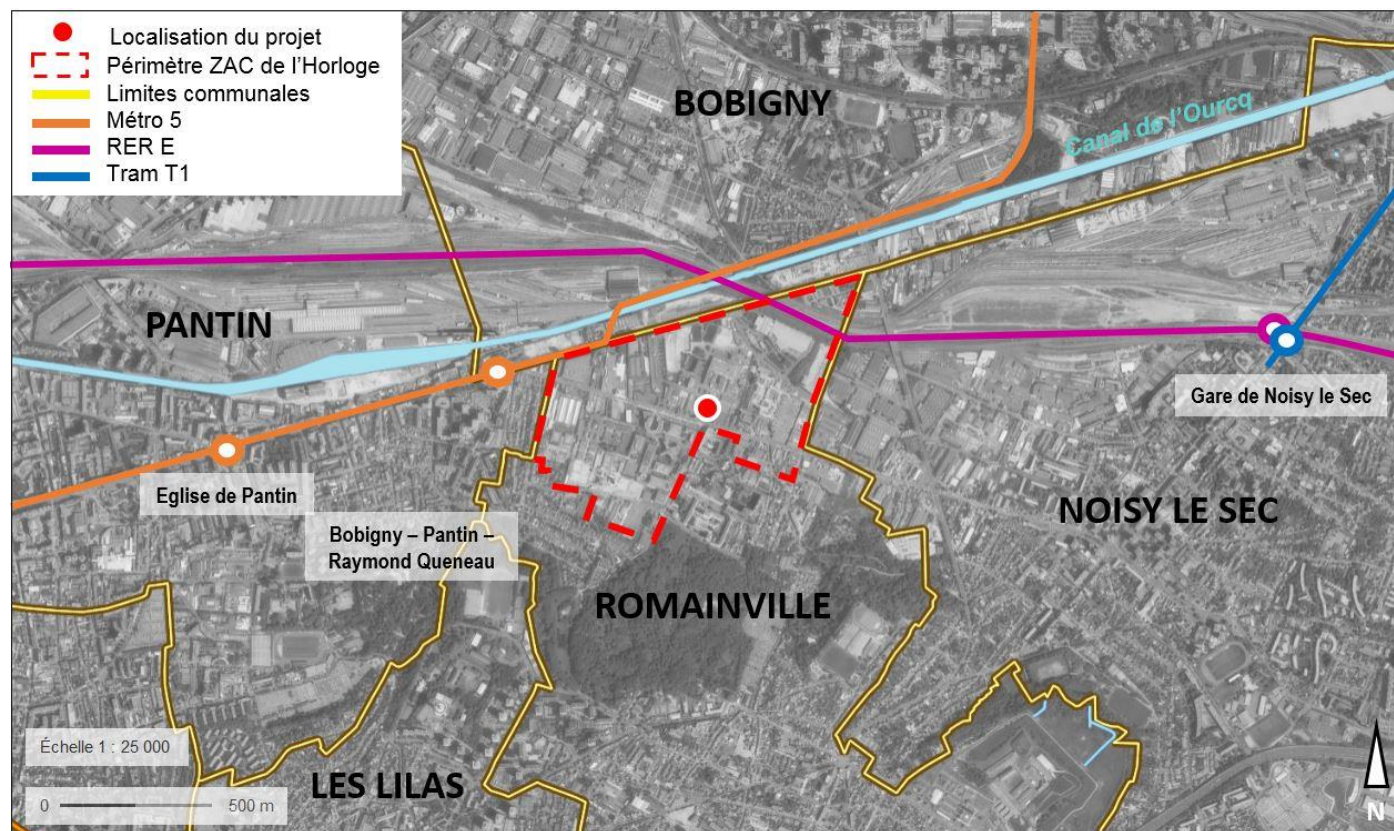 Localisation du projet
Périmètre ZAC de l'Horloge
Limites communales
Métro 5
RER E
Tram T1
BOBIGNY
Canal de l'Ourcq
PANTIN
Gare de Noisy le Sec
Eglise de Pantin
Bobigny – Pantin –
Raymond Queneau
NOISY LE SEC
ROMAINVILLE
Échelle 1 : 25 000
LES LILAS
0 500 m
N